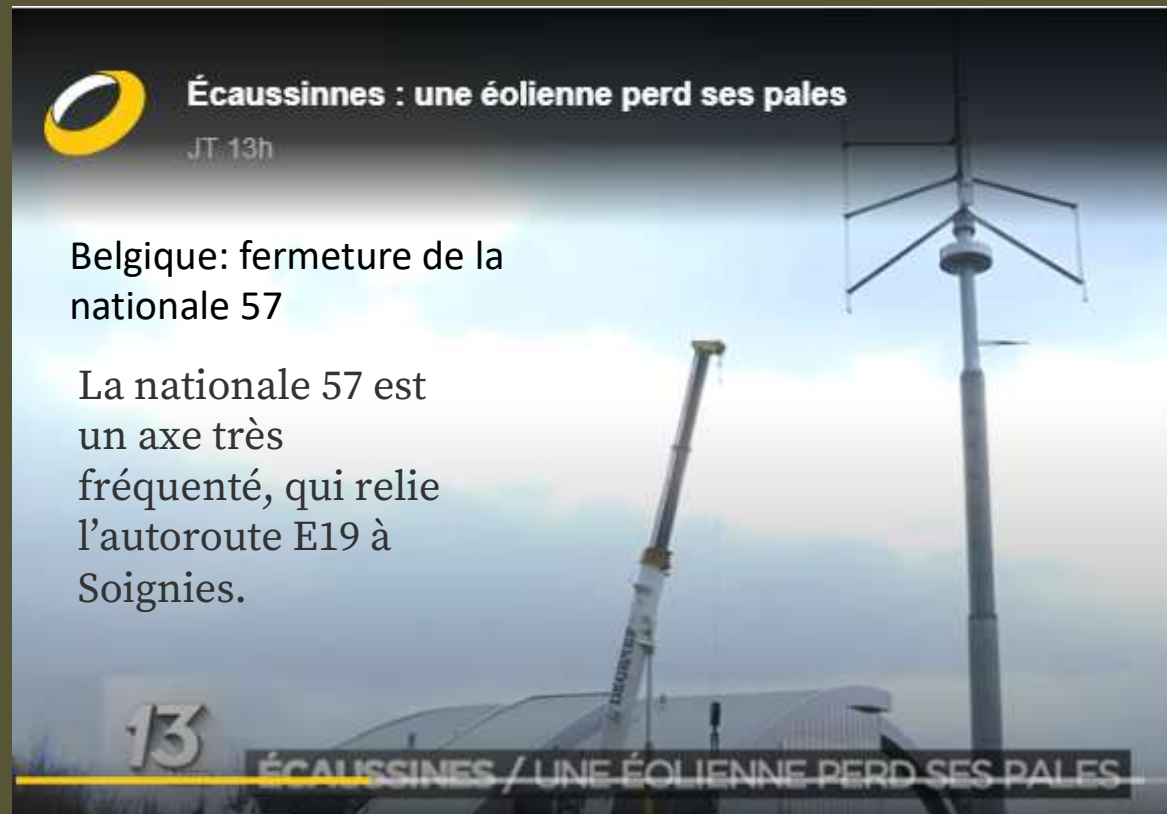 Écaussinnes : une éolienne perd ses pales
JT 13h
Belgique: fermeture de la
nationale 57
La nationale 57 est
un axe très
fréquenté, qui relie
l’autoroute E19 à
Soignies.
13
ÉCAUSSINES / UNE ÉOLIENNE PERD SES PALES